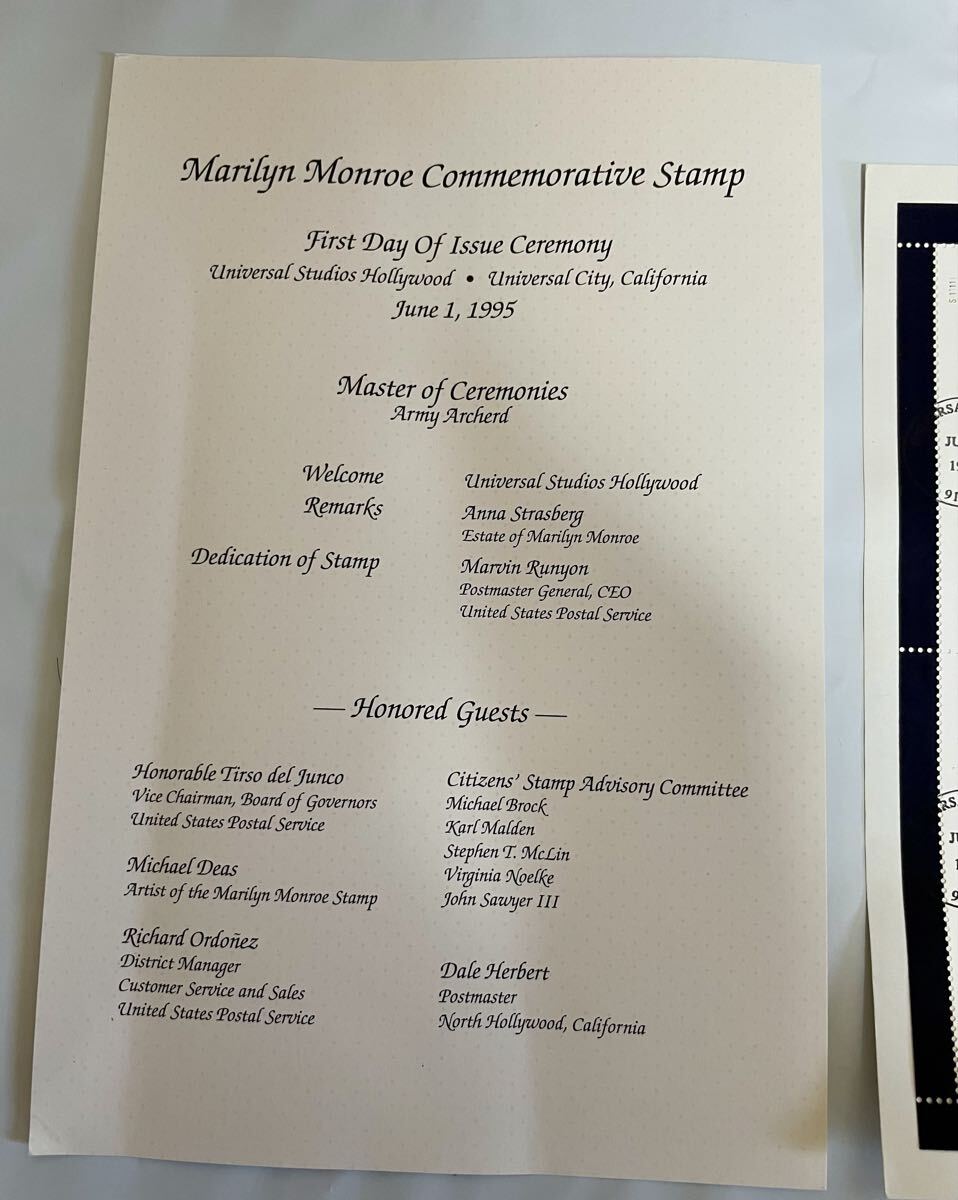 Marilyn Monroe Commemorative Stamp
First Day Of Issue Ceremony
Universal Studios Hollywood • Universal City, California
June 1, 1995
Master of Ceremonies
Army Archerd
Welcome
Universal Studios Hollywood
Remarks
Anna Strasberg
Estate of Marilyn Monroe
Dedication of Stamp
Marvin Runyon
Postmaster General, CEO
United States Postal Service
— Honored Guests —
Honorable Tirso del Junco
Vice Chairman, Board of Governors
United States Postal Service
Michael Deas
Artist of the Marilyn Monroe Stamp
Richard Ordoñez
District Manager
Customer Service and Sales
United States Postal Service
Citizens' Stamp Advisory Committee
Michael Brock
Karl Malden
Stephen T. McLin
Virginia Noelke
John Sawyer III
Dale Herbert
Postmaster
North Hollywood, California